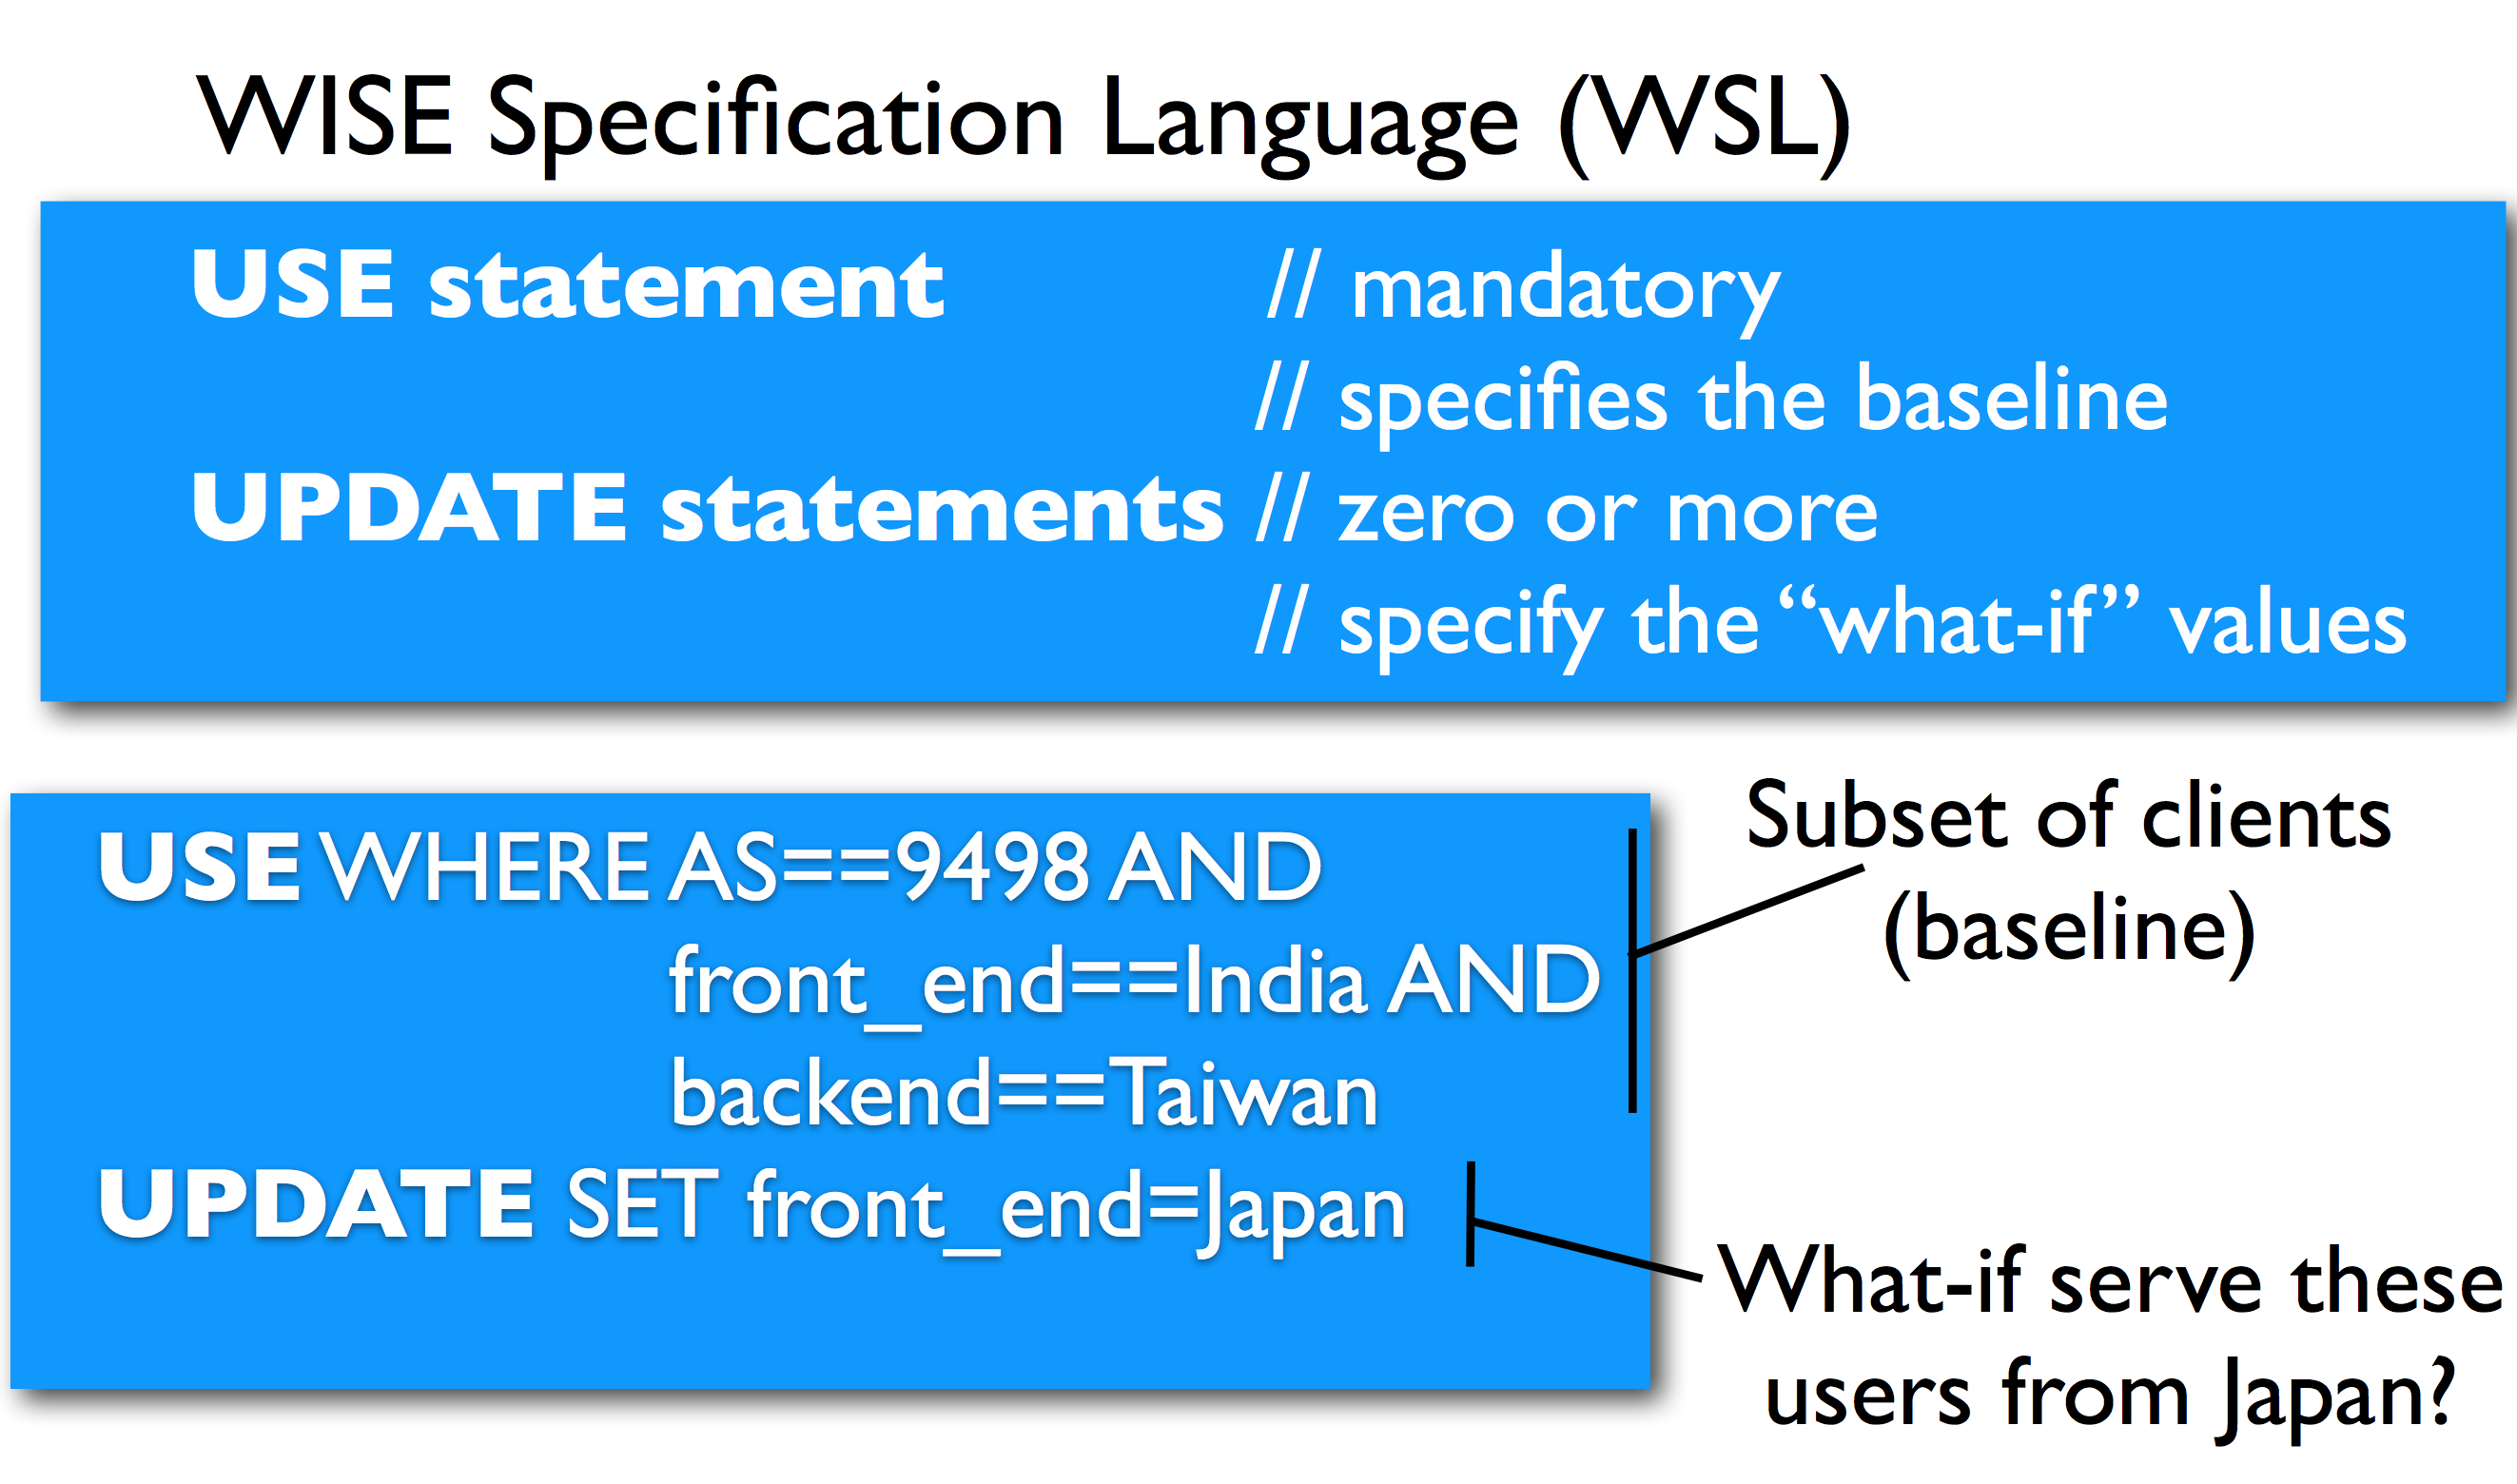 WISE Specification Language (WSL)
USE statement // mandatory
// specifies the baseline
UPDATE statements // zero or more
// specify the “what-if” values
USE WHERE AS==9498 AND
front_end==India AND
backend==Taiwan
UPDATE SET front_end=Japan
Subset of clients
(baseline)
What-if serve these
users from Japan?